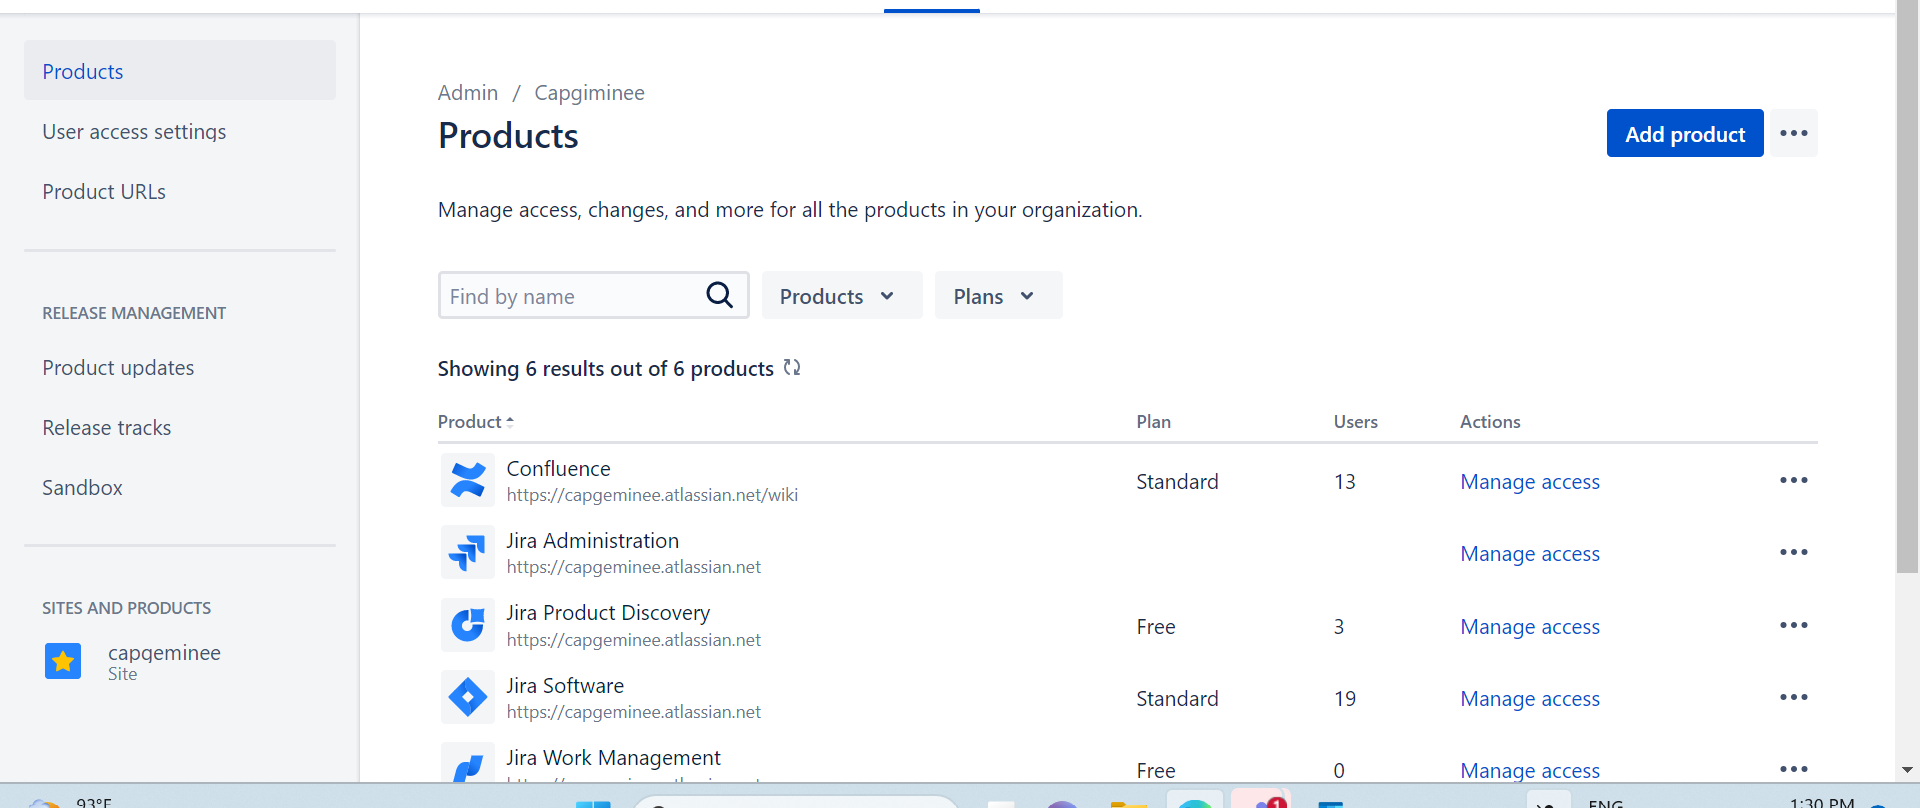 Products
User access settings
Product URLs
RELEASE MANAGEMENT
Product updates
Release tracks
Sandbox
SITES AND PRODUCTS
capgeminee
Site
Admin / Capgiminee
Products
Add product
Manage access, changes, and more for all the products in your organization.
Find by name
Products
Plans
Showing 6 results out of 6 products
Product Plan Users Actions
Confluence
https://capgeminee.atlassian.net/wiki
Standard 13 Manage access
Jira Administration
https://capgeminee.atlassian.net
Manage access
Jira Product Discovery
https://capgeminee.atlassian.net
Free 3 Manage access
Jira Software
https://capgeminee.atlassian.net
Standard 19 Manage access
Jira Work Management
Free 0 Manage access
93°F
1
ENG
1:30 PM